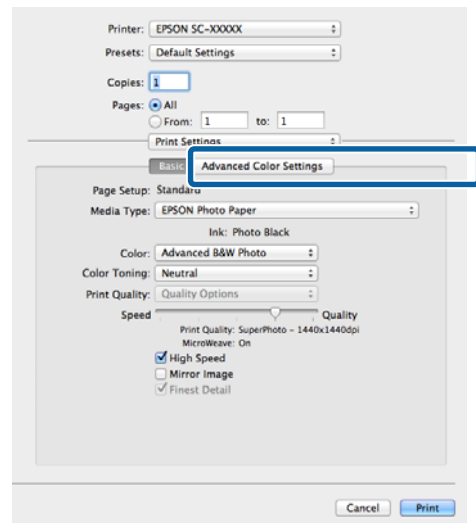 Printer: EPSON SC-XXXXX
Presets: Default Settings
Copies: 1
Pages: All
From: 1 to: 1
Print Settings
Basic Advanced Color Settings
Page Setup: Standard
Media Type: EPSON Photo Paper
Ink: Photo Black
Color: Advanced B&W Photo
Color Toning: Neutral
Print Quality: Quality Options
Speed Quality
Print Quality: SuperPhoto - 1440x1440dpi
MicroWeave: On
High Speed
Mirror Image
Finest Detail
Cancel Print